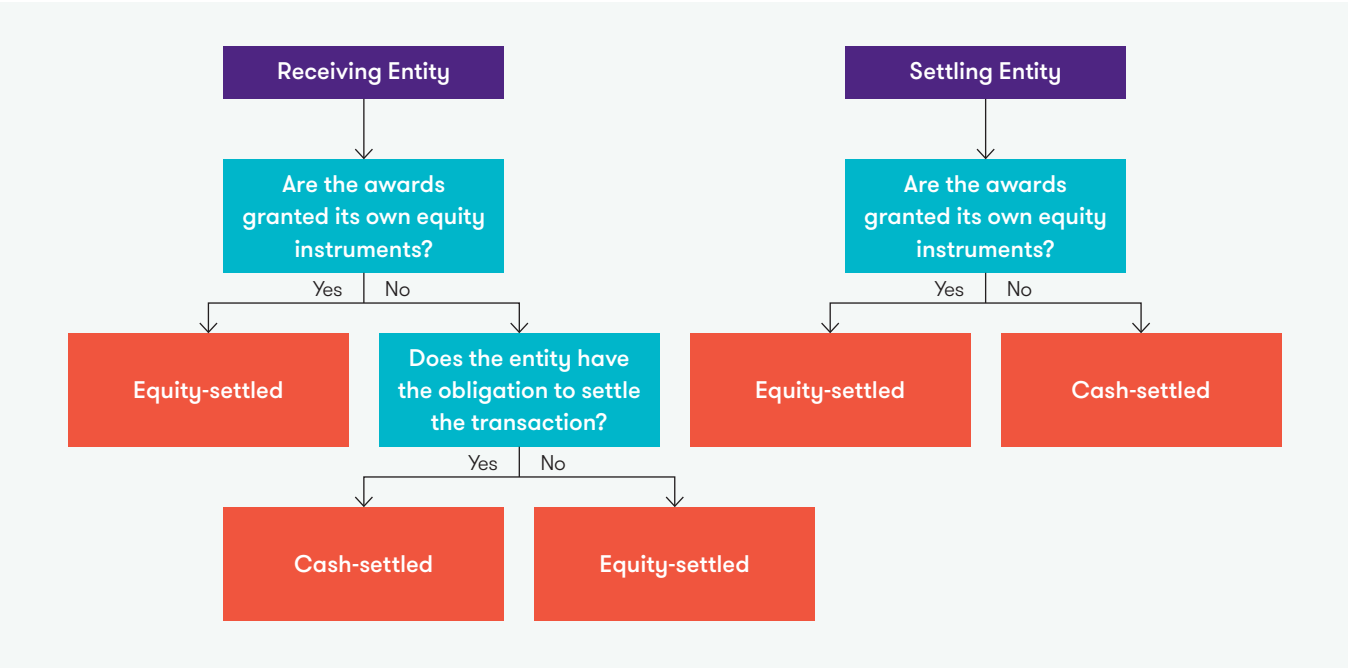 Receiving Entity
Are the awards
granted its own equity
instruments?
Yes
No
Equity-settled
Does the entity have
the obligation to settle
the transaction?
Yes
No
Cash-settled
Equity-settled
Settling Entity
Are the awards
granted its own equity
instruments?
Yes
No
Equity-settled
Cash-settled